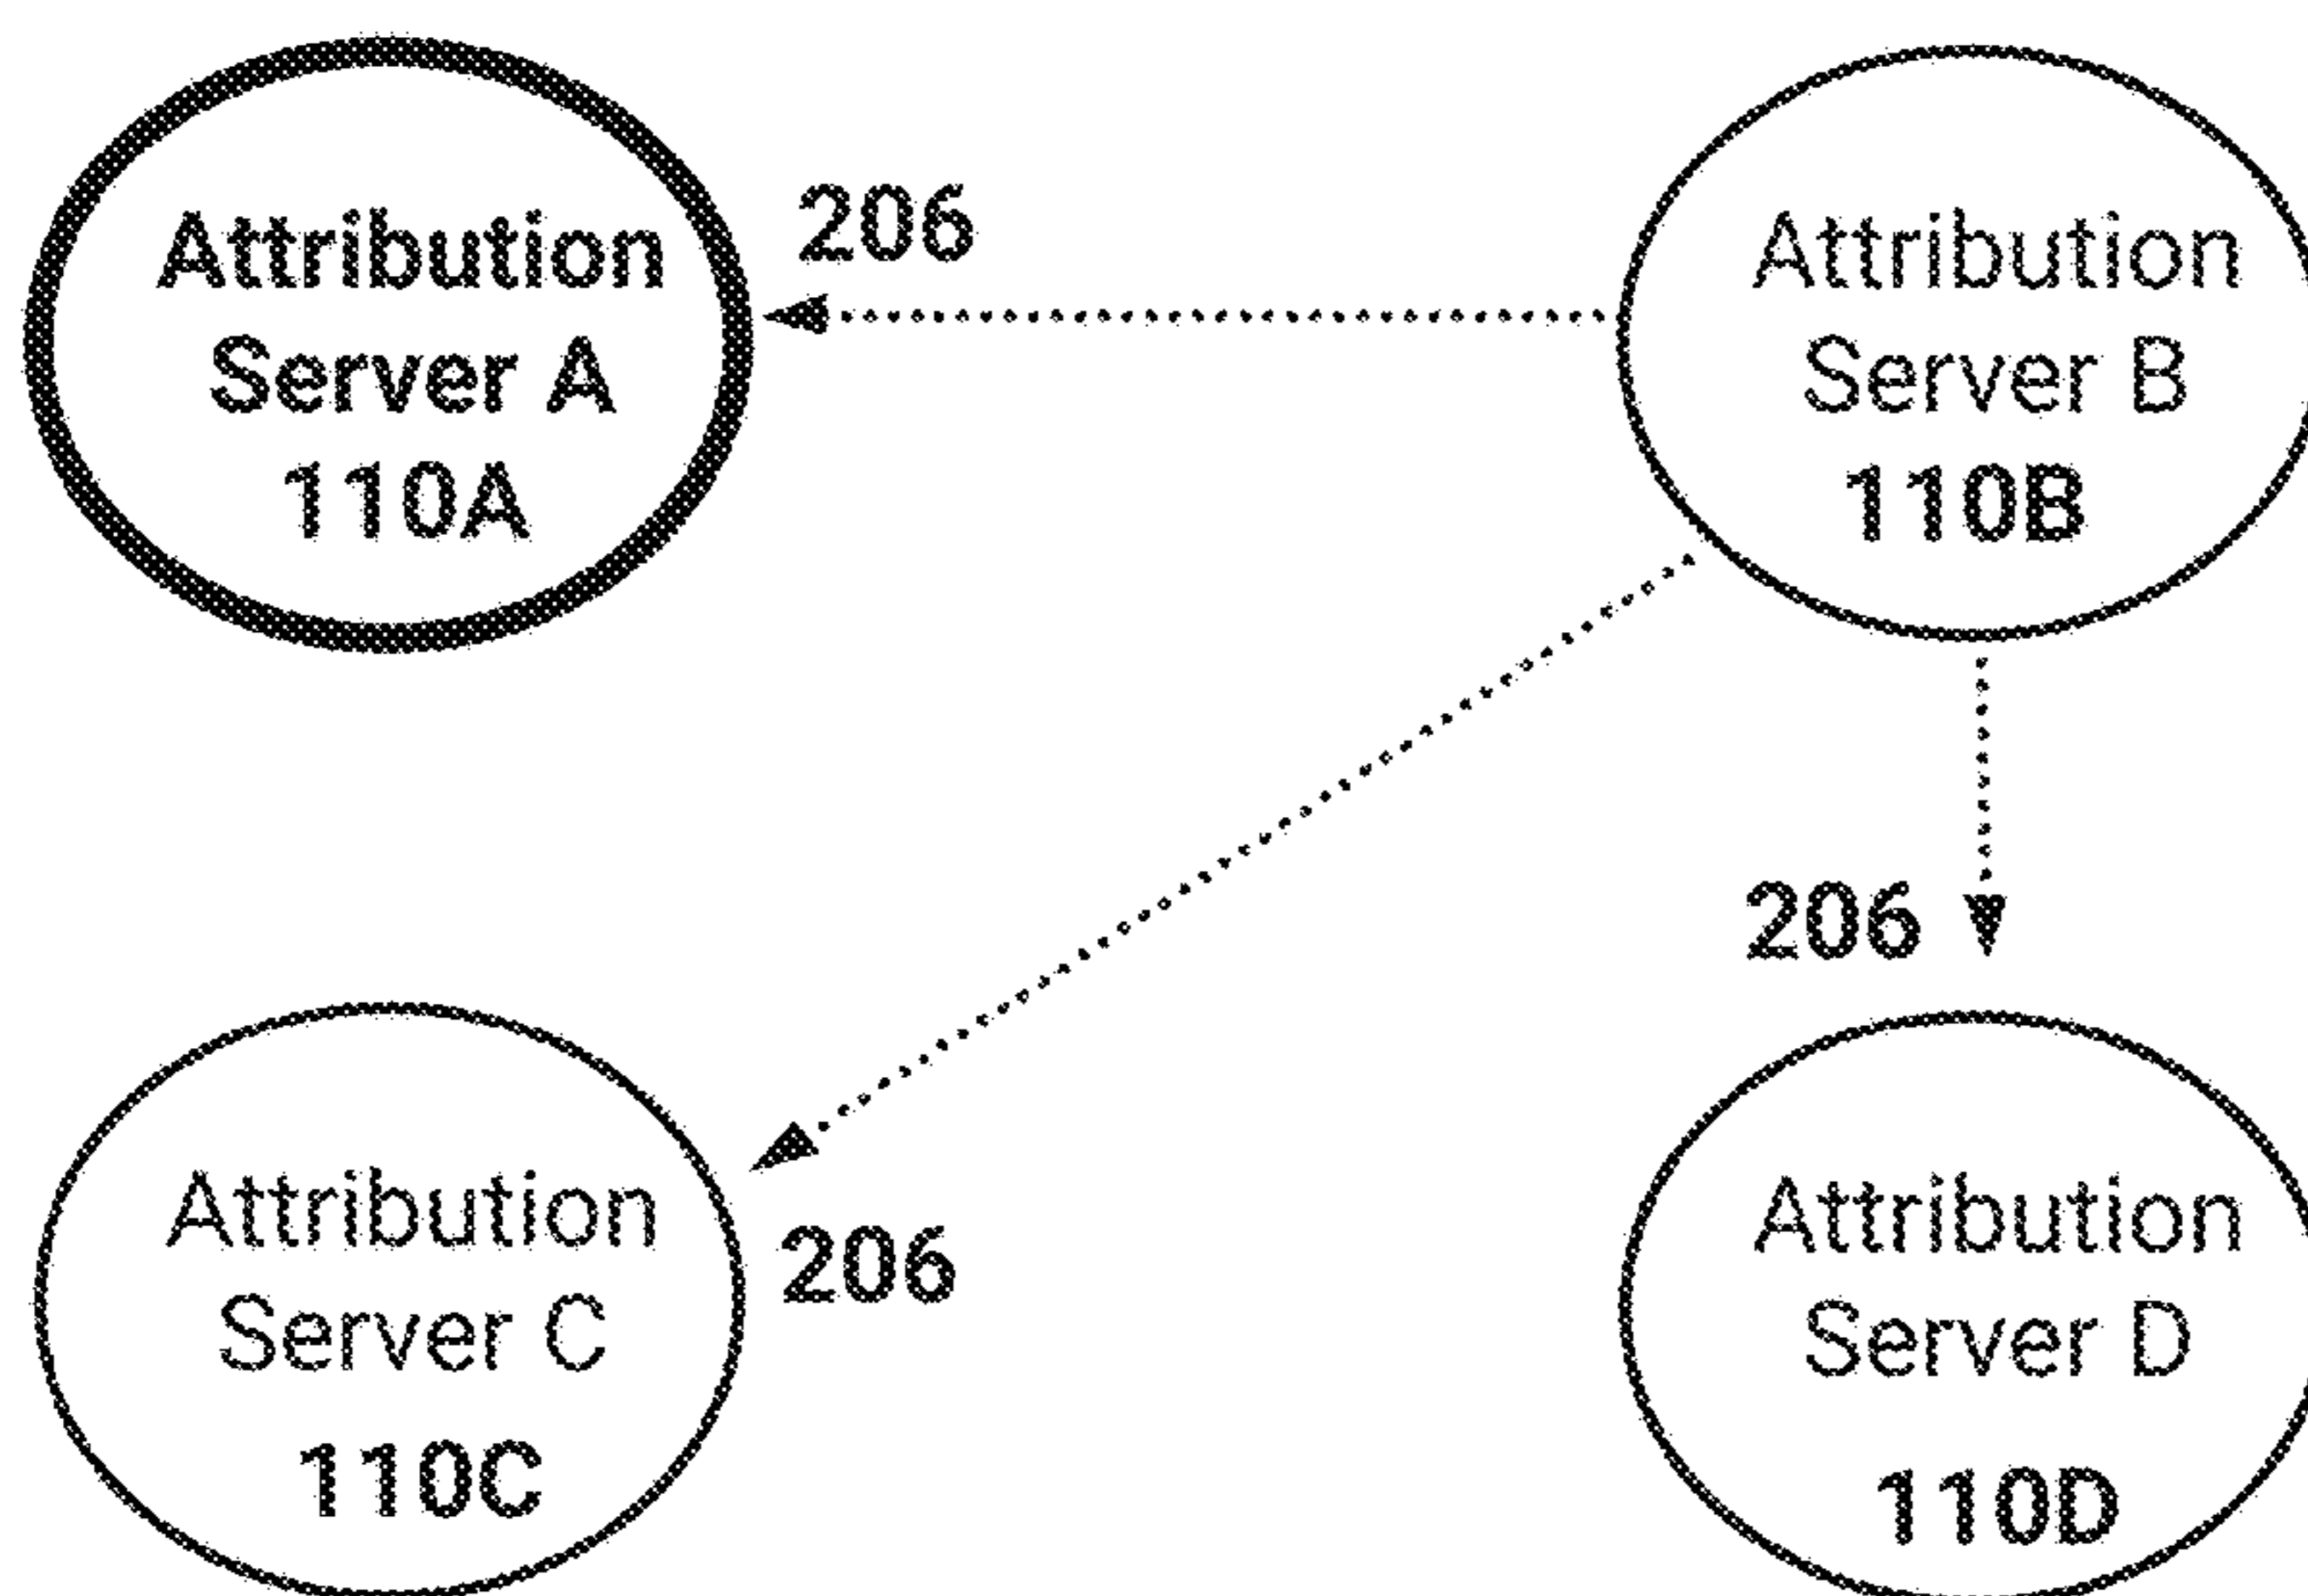 Attribution
Server A
110A
206
Attribution
Server B
110B
206
Attribution
Server C
110C
206
Attribution
Server D
110D